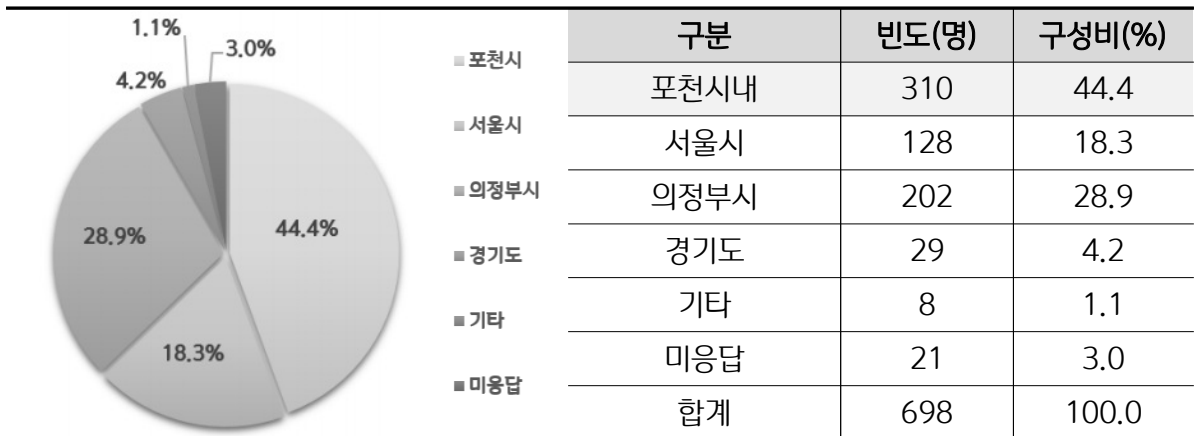 1.1%
3.0%
4.2%
28.9%
44.4%
18.3%
포천시
서울시
의정부시
경기도
기타
미응답
구분 빈도(명) 구성비(%)
포천시내 310 44.4
서울시 128 18.3
의정부시 202 28.9
경기도 29 4.2
기타 8 1.1
미응답 21 3.0
합계 698 100.0